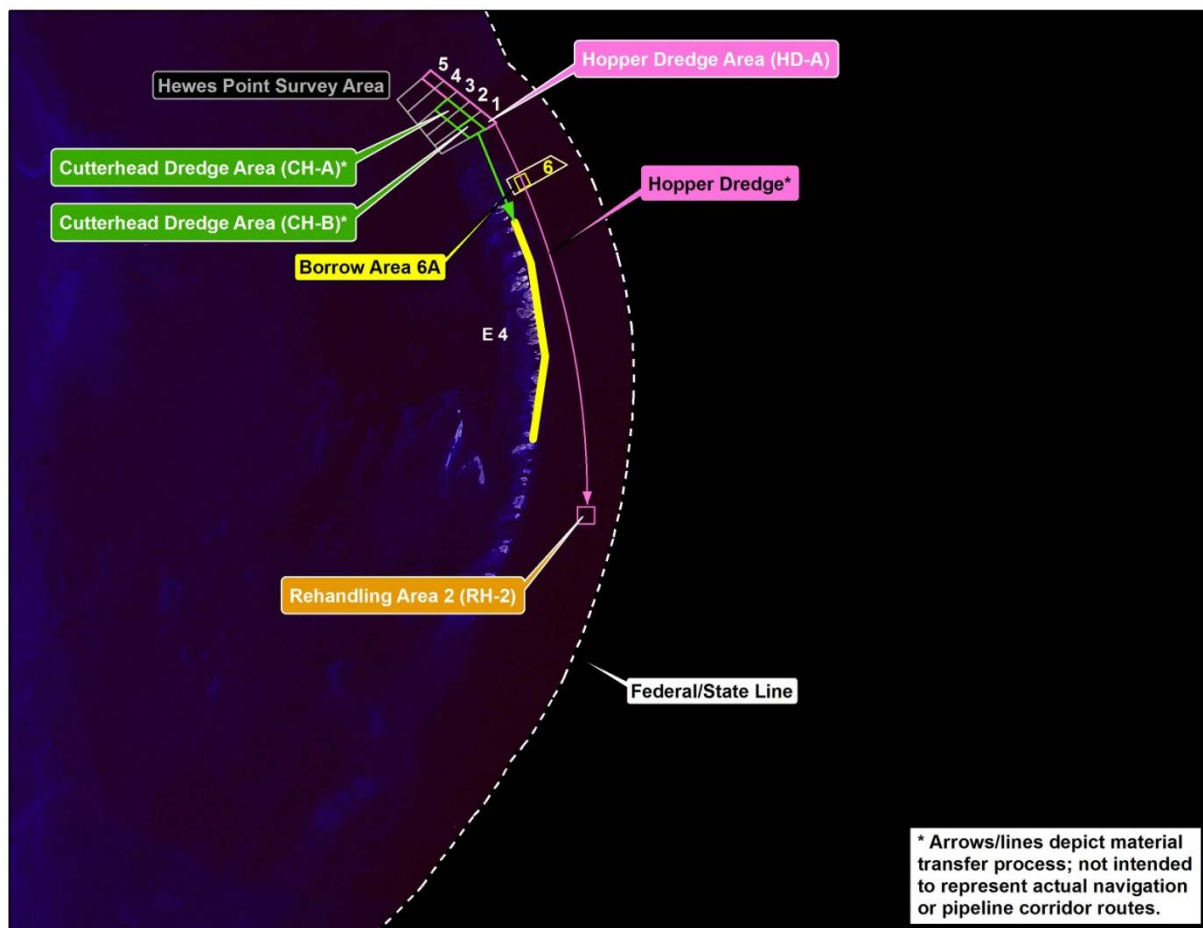 5
4
3
2
1
Hopper Dredge Area (HD-A)
Hewes Point Survey Area
Cutterhead Dredge Area (CH-A)*
6
Hopper Dredge*
Cutterhead Dredge Area (CH-B)*
Borrow Area 6A
E 4
Rehandling Area 2 (RH-2)
Federal/State Line
* Arrows/lines depict material
transfer process; not intended
to represent actual navigation
or pipeline corridor routes.